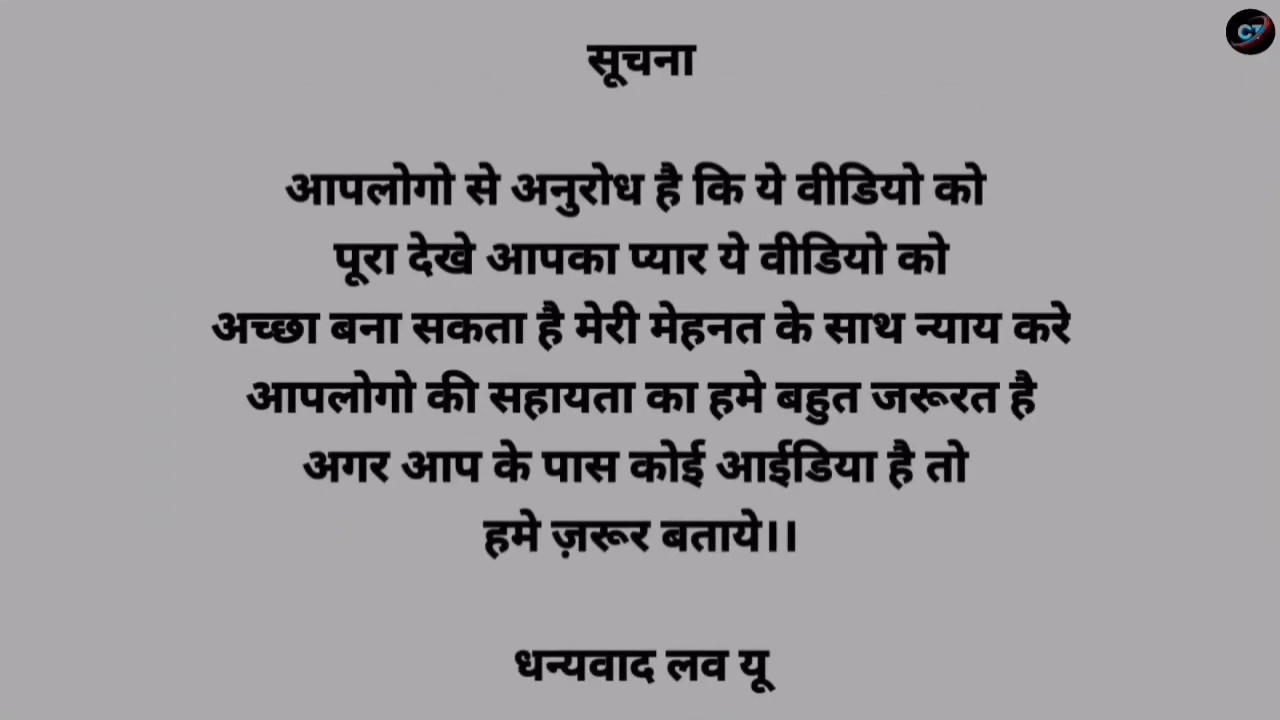 C7
सूचना
आपलोगो से अनुरोध है कि ये वीडियो को
पूरा देखे आपका प्यार ये वीडियो को
अच्छा बना सकता है मेरी मेहनत के साथ न्याय करे
आपलोगो की सहायता का हमे बहुत जरूरत है
अगर आप के पास कोई आईडिया है तो
हमे ज़रूर बताये।।
धन्यवाद लव यू